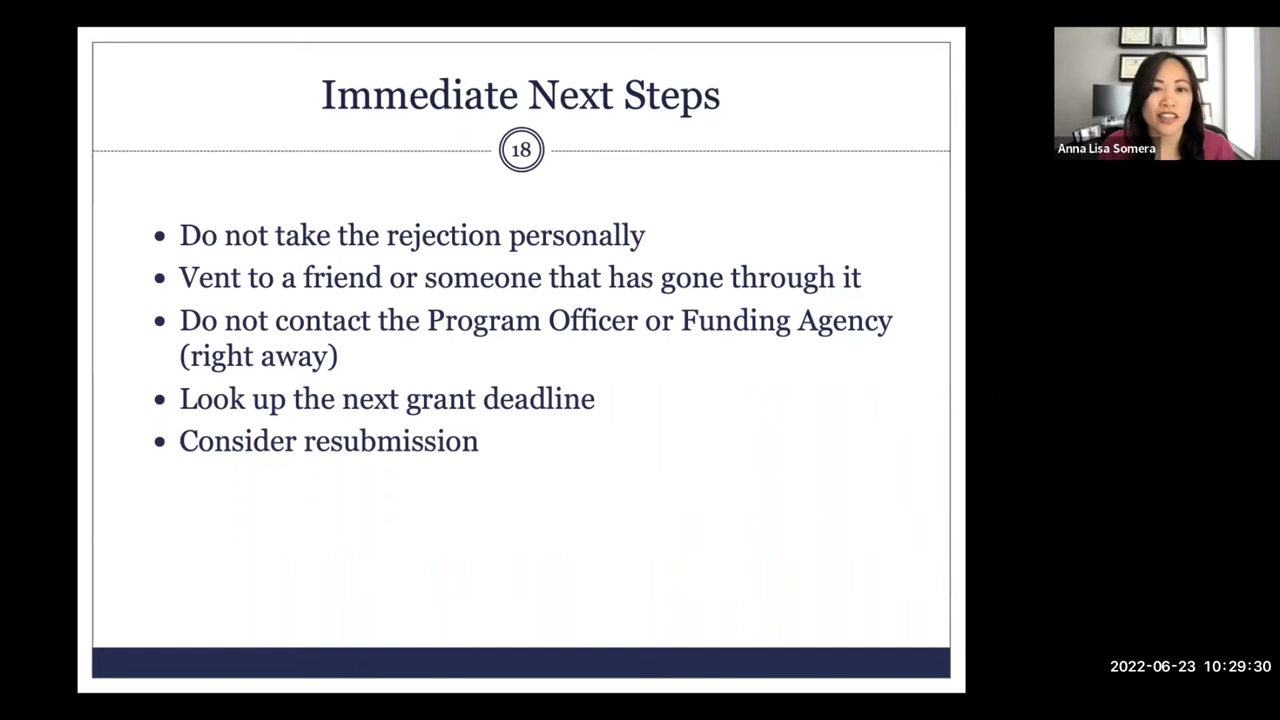 Immediate Next Steps
18
• Do not take the rejection personally
• Vent to a friend or someone that has gone through it
• Do not contact the Program Officer or Funding Agency
(right away)
• Look up the next grant deadline
• Consider resubmission
Anna Lisa Somera
2022-06-23 10:29:30